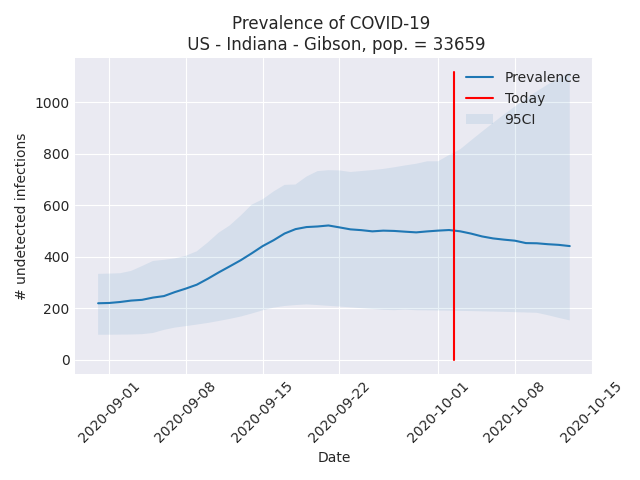 Prevalence of COVID-19
US - Indiana - Gibson, pop. = 33659
Prevalence
Today
95CI
# undetected infections
1000
800
600
400
200
0
2020-09-01
2020-09-08
2020-09-15
2020-09-22
2020-10-01
2020-10-08
2020-10-15
Date